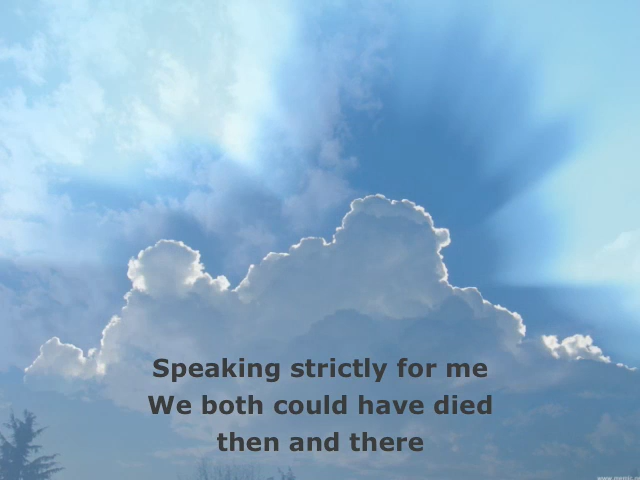 Speaking strictly for me
We both could have died
then and there